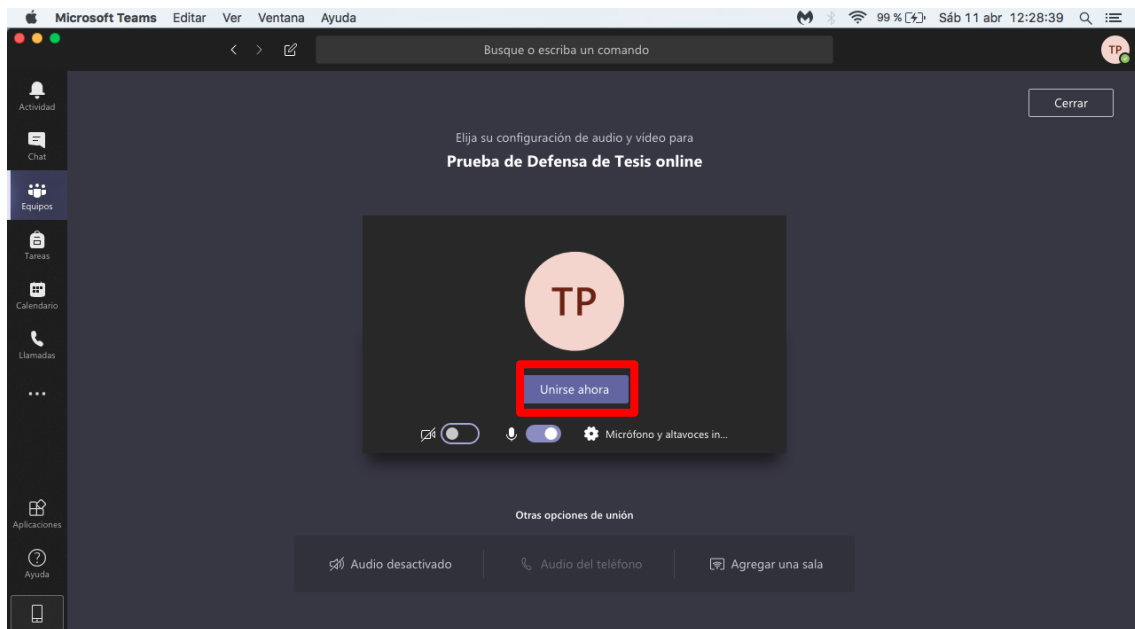 Microsoft Teams Editar Ver Ventana Ayuda 99 % Sáb 11 abr 12:28:39
Busque o escriba un comando
TP
Actividad
Chat
Equipos
Tareas
Calendario
Llamadas
Aplicaciones
Ayuda
Cerrar
Elija su configuración de audio y vídeo para
Prueba de Defensa de Tesis online
TP
Unirse ahora
Micrófono y altavoces in...
Otras opciones de unión
Audio desactivado Audio del teléfono Agregar una sala